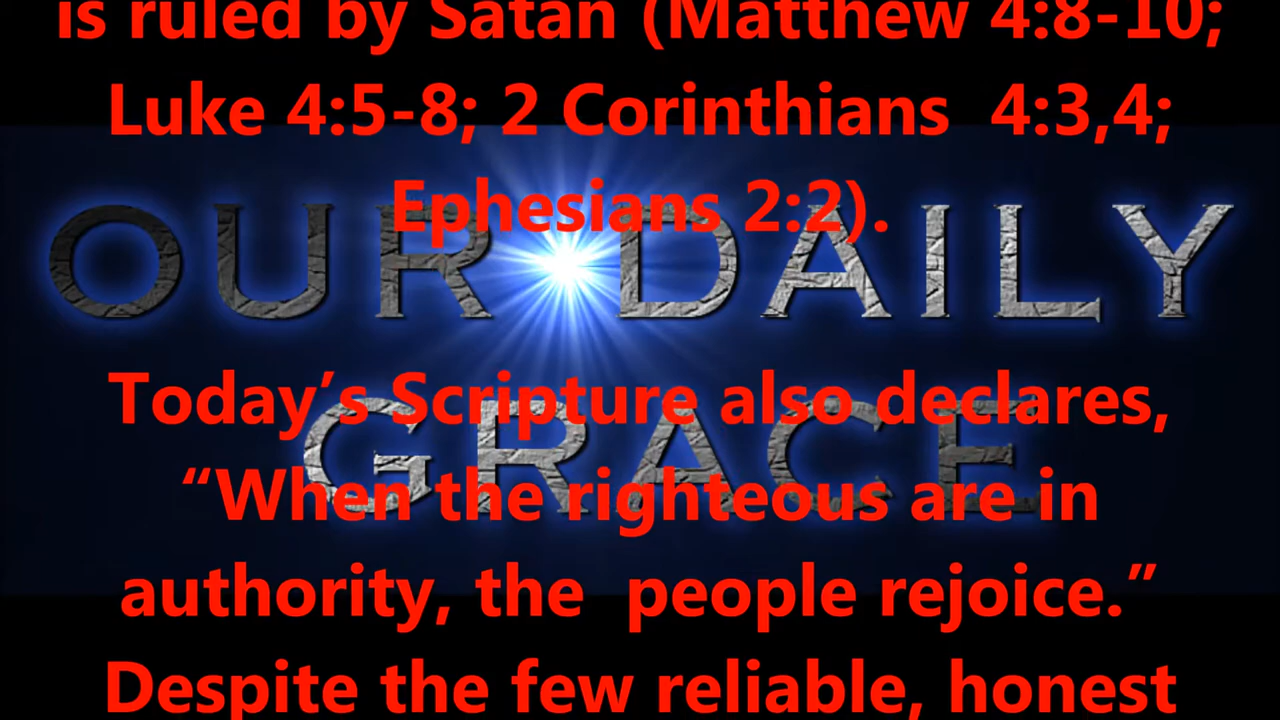 is ruled by Satan (Matthew 4:8-10;
Luke 4:5-8; 2 Corinthians 4:3,4;
Ephesians 2:2).
OUR DAILY
Today’s Scripture also declares,
GRACE
“When the righteous are in
authority, the people rejoice.”
Despite the few reliable, honest